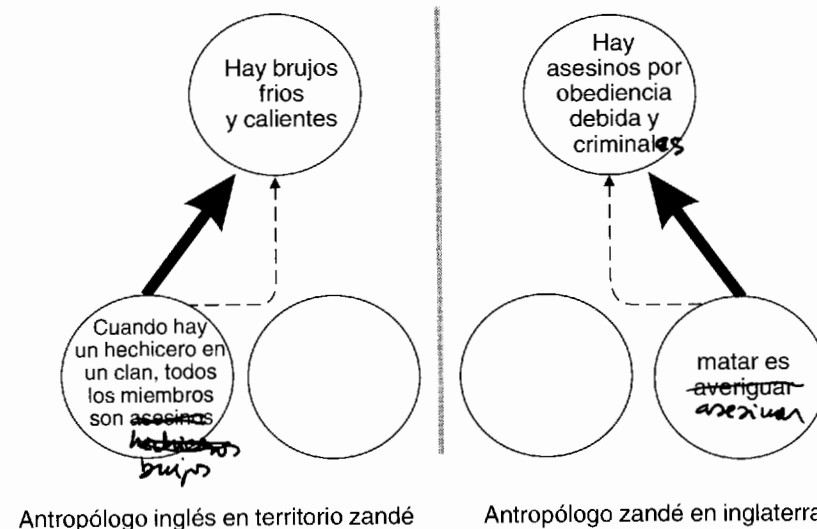 Hay brujos
frios
y calientes
Hay
asesinos por
obediencia
debida y
criminales
Cuando hay
un hechicero en
un clan, todos
los miembros
son asesinos
hechiceros
brujos
matar es
averiguar
asesinar
Antropólogo inglés en territorio zandé
Antropólogo zandé en inglaterra